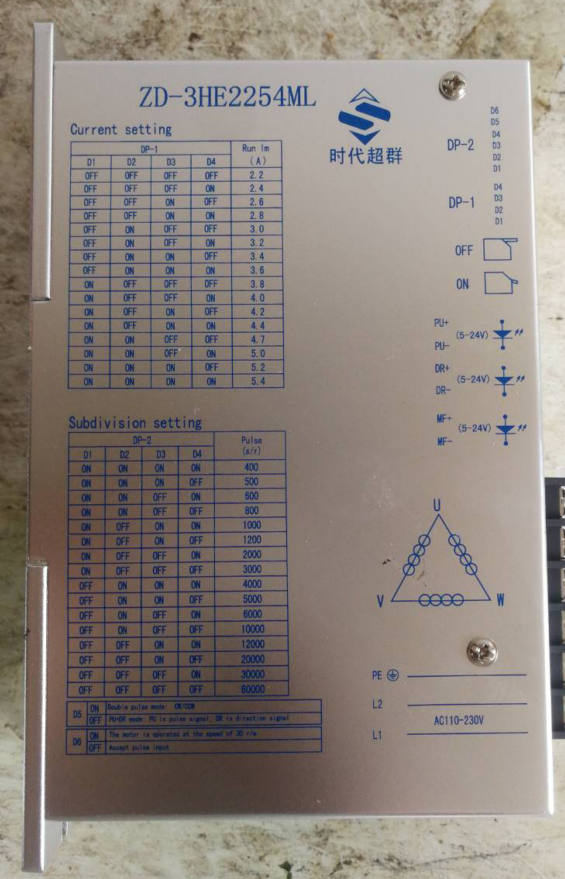 ZD-3HE2254ML
时代超群
Current setting
DP-1 Run Im
D1 D2 D3 D4 (A)
OFF OFF OFF OFF 2.2
OFF OFF OFF ON 2.4
OFF OFF ON OFF 2.6
OFF OFF ON ON 2.8
OFF ON OFF OFF 3.0
OFF ON OFF ON 3.2
OFF ON ON OFF 3.4
OFF ON ON ON 3.6
ON OFF OFF OFF 3.8
ON OFF OFF ON 4.0
ON OFF ON OFF 4.2
ON OFF ON ON 4.4
ON ON OFF OFF 4.7
ON ON OFF ON 5.0
ON ON ON OFF 5.2
ON ON ON ON 5.4
Subdivision setting
DP-2 Pulse
D1 D2 D3 D4 (s/r)
ON ON ON ON 400
ON ON ON OFF 500
ON ON OFF ON 600
ON ON OFF OFF 800
ON OFF ON ON 1000
ON OFF ON OFF 1200
ON OFF OFF ON 2000
ON OFF OFF OFF 3000
OFF ON ON ON 4000
OFF ON ON OFF 5000
OFF ON OFF ON 6000
OFF ON OFF OFF 10000
OFF OFF ON ON 12000
OFF OFF ON OFF 20000
OFF OFF OFF ON 30000
OFF OFF OFF OFF 60000
D5 ON Double pulse mode: CW/CCW
OFF PU+DR mode: PU is pulse signal, DR is direction signal
D6 ON The motor is operated at the speed of 30 r/m
OFF Accept pulse input
DP-2
D6
D5
D4
D3
D2
D1
DP-1
D4
D3
D2
D1
OFF
ON
PU+
(5-24V)
PU-
DR+
(5-24V)
DR-
MF+
(5-24V)
MF-
U
V W
PE
L2
AC110-230V
L1